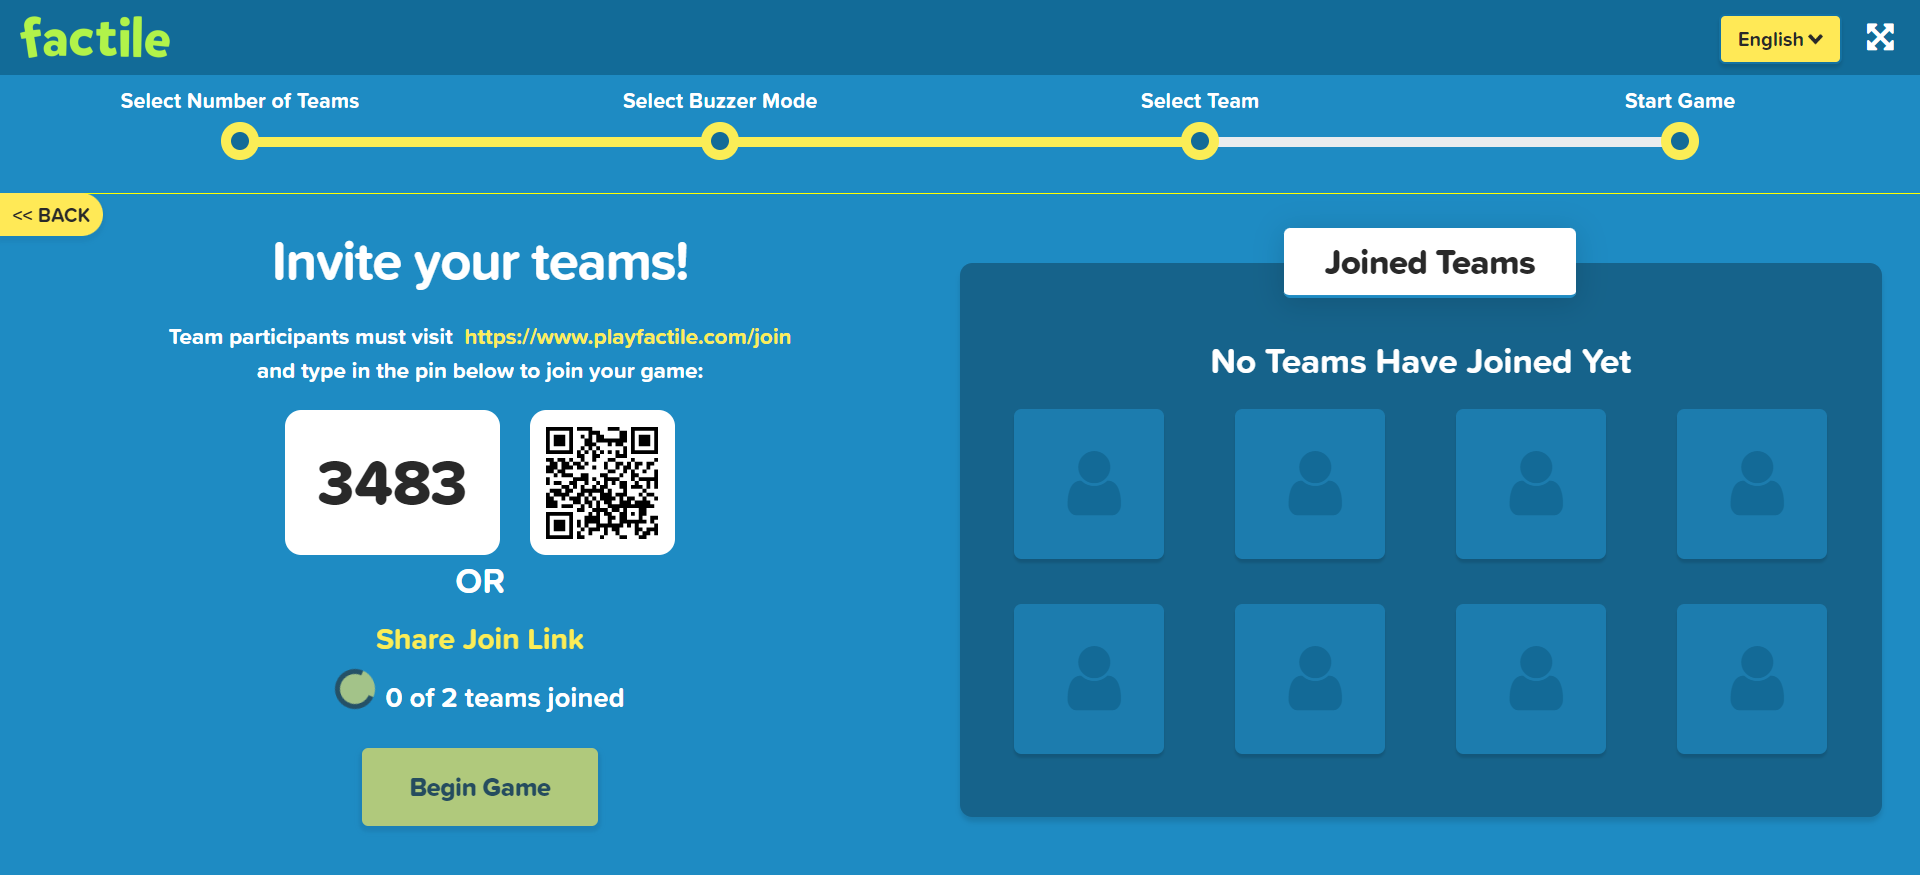 factile
English
Select Number of Teams
Select Buzzer Mode
Select Team
Start Game
<< BACK
Invite your teams!
Team participants must visit https://www.playfactile.com/join
and type in the pin below to join your game:
3483
OR
Share Join Link
0 of 2 teams joined
Begin Game
Joined Teams
No Teams Have Joined Yet